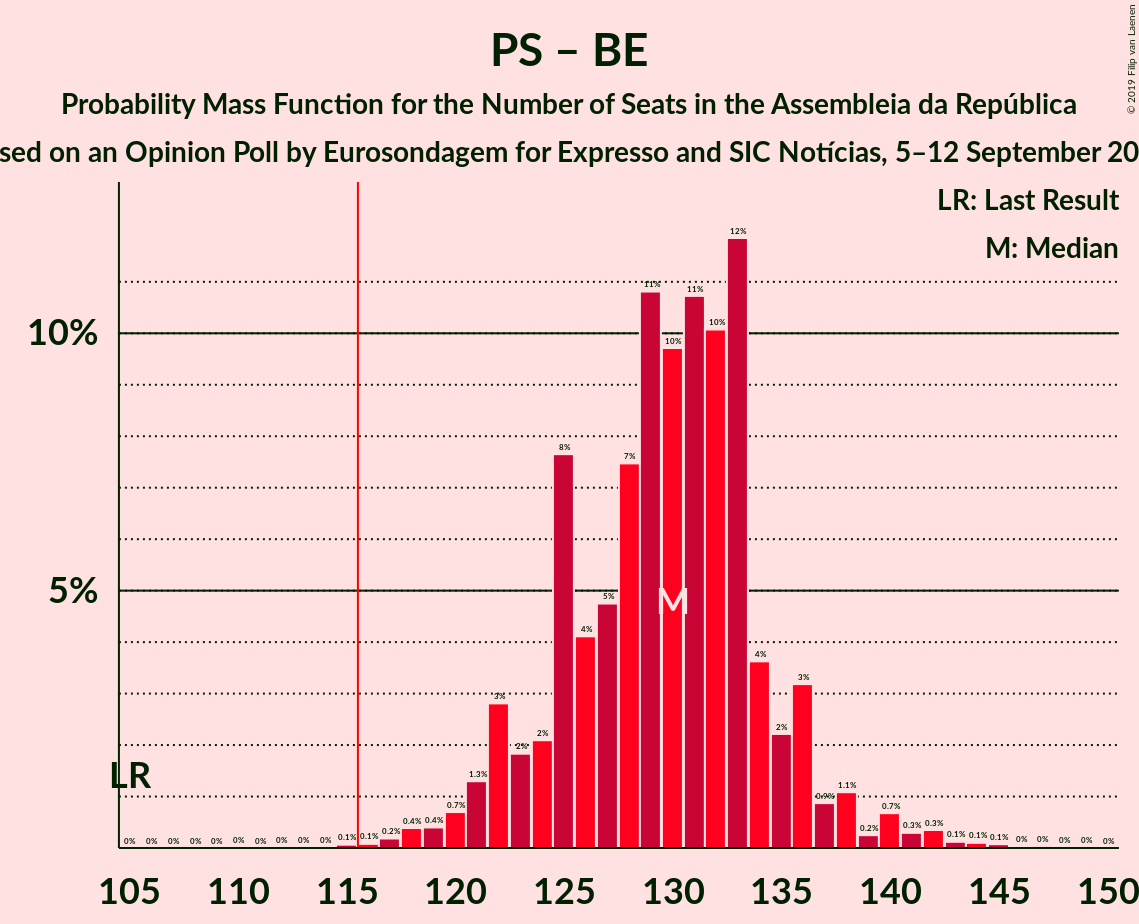 PS – BE
Probability Mass Function for the Number of Seats in the Assembleia da República
sed on an Opinion Poll by Eurosondagem for Expresso and SIC Notícias, 5–12 September 20
© 2019 Filip van Laenen
LR: Last Result
M: Median
10%
5%
LR
M
0% 0% 0% 0% 0% 0% 0% 0% 0% 0% 0.1% 0.1% 0.2% 0.4% 0.4% 0.7% 1.3% 3% 2% 2% 8% 4% 5% 7% 11% 10% 11% 10% 12% 4% 2% 3% 0.9% 1.1% 0.2% 0.7% 0.3% 0.3% 0.1% 0.1% 0.1% 0% 0% 0% 0% 0%
105 110 115 120 125 130 135 140 145 150